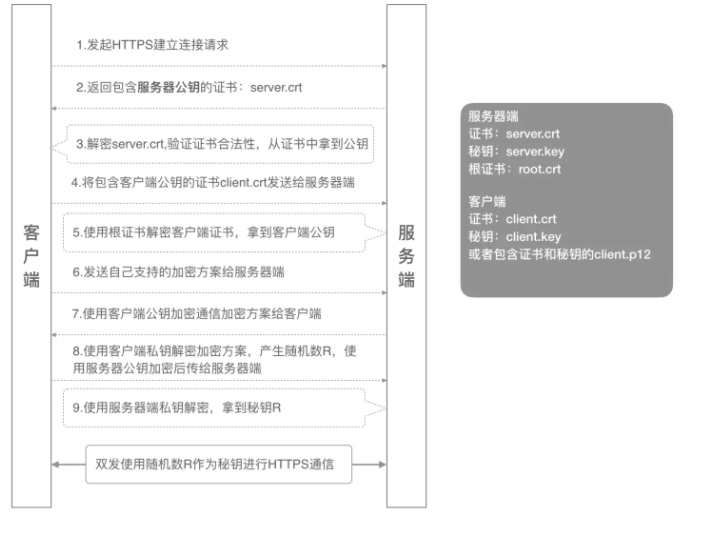 1.发起HTTPS建立连接请求
2.返回包含服务器公钥的证书：server.crt
3.解密server.crt,验证证书合法性，从证书中拿到公钥
4.将包含客户端公钥的证书client.crt发送给服务器端
5.使用根证书解密客户端证书，拿到客户端公钥
6.发送自己支持的加密方案给服务器端
7.使用客户端公钥加密通信加密方案给客户端
8.使用客户端私钥解密加密方案，产生随机数R，使
用服务器公钥加密后传给服务器端
9.使用服务器端私钥解密，拿到秘钥R
双发使用随机数R作为秘钥进行HTTPS通信
客户端
服务端
服务器端
证书：server.crt
秘钥：server.key
根证书：root.crt
客户端
证书：client.crt
秘钥：client.key
或者包含证书和秘钥的client.p12